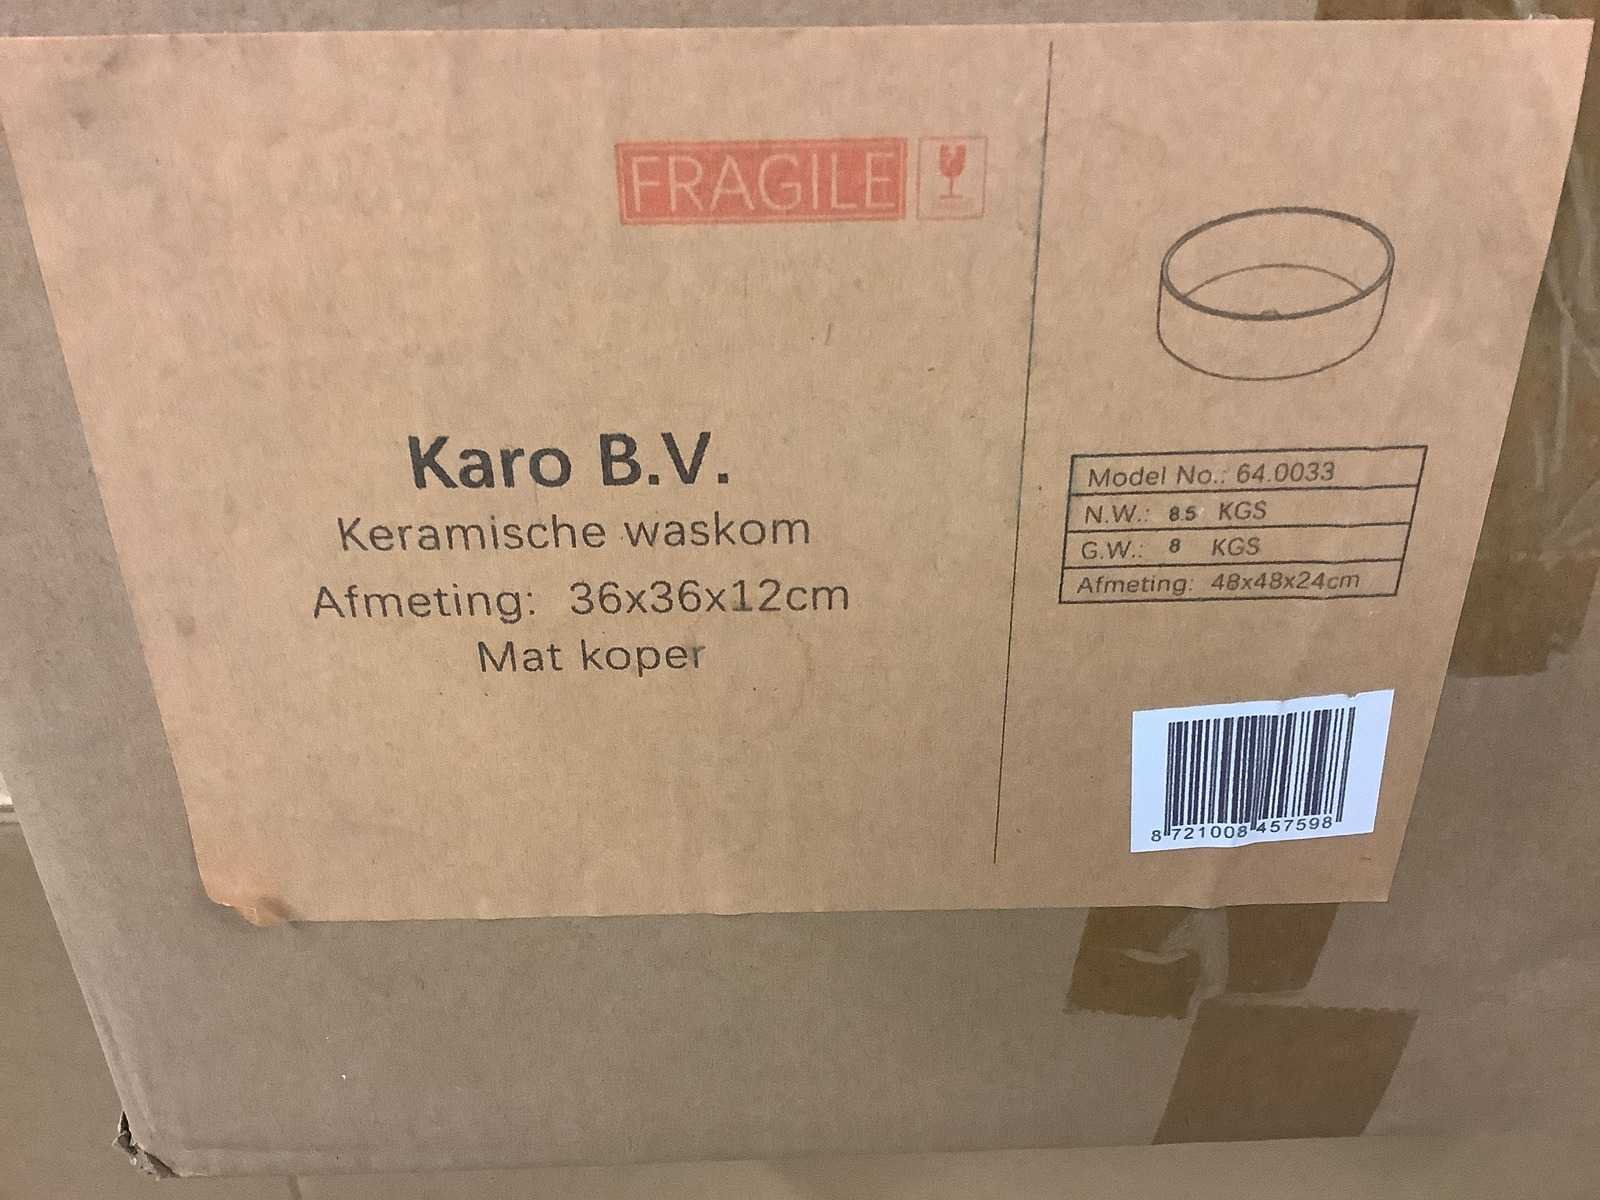 FRAGILE
Karo B.V.
Keramische waskom
Afmeting: 36x36x12cm
Mat koper
Model No.: 64.0033
N.W.: 8.5 KGS
G.W.: 8 KGS
Afmeting: 48x48x24cm
8 721008 457598